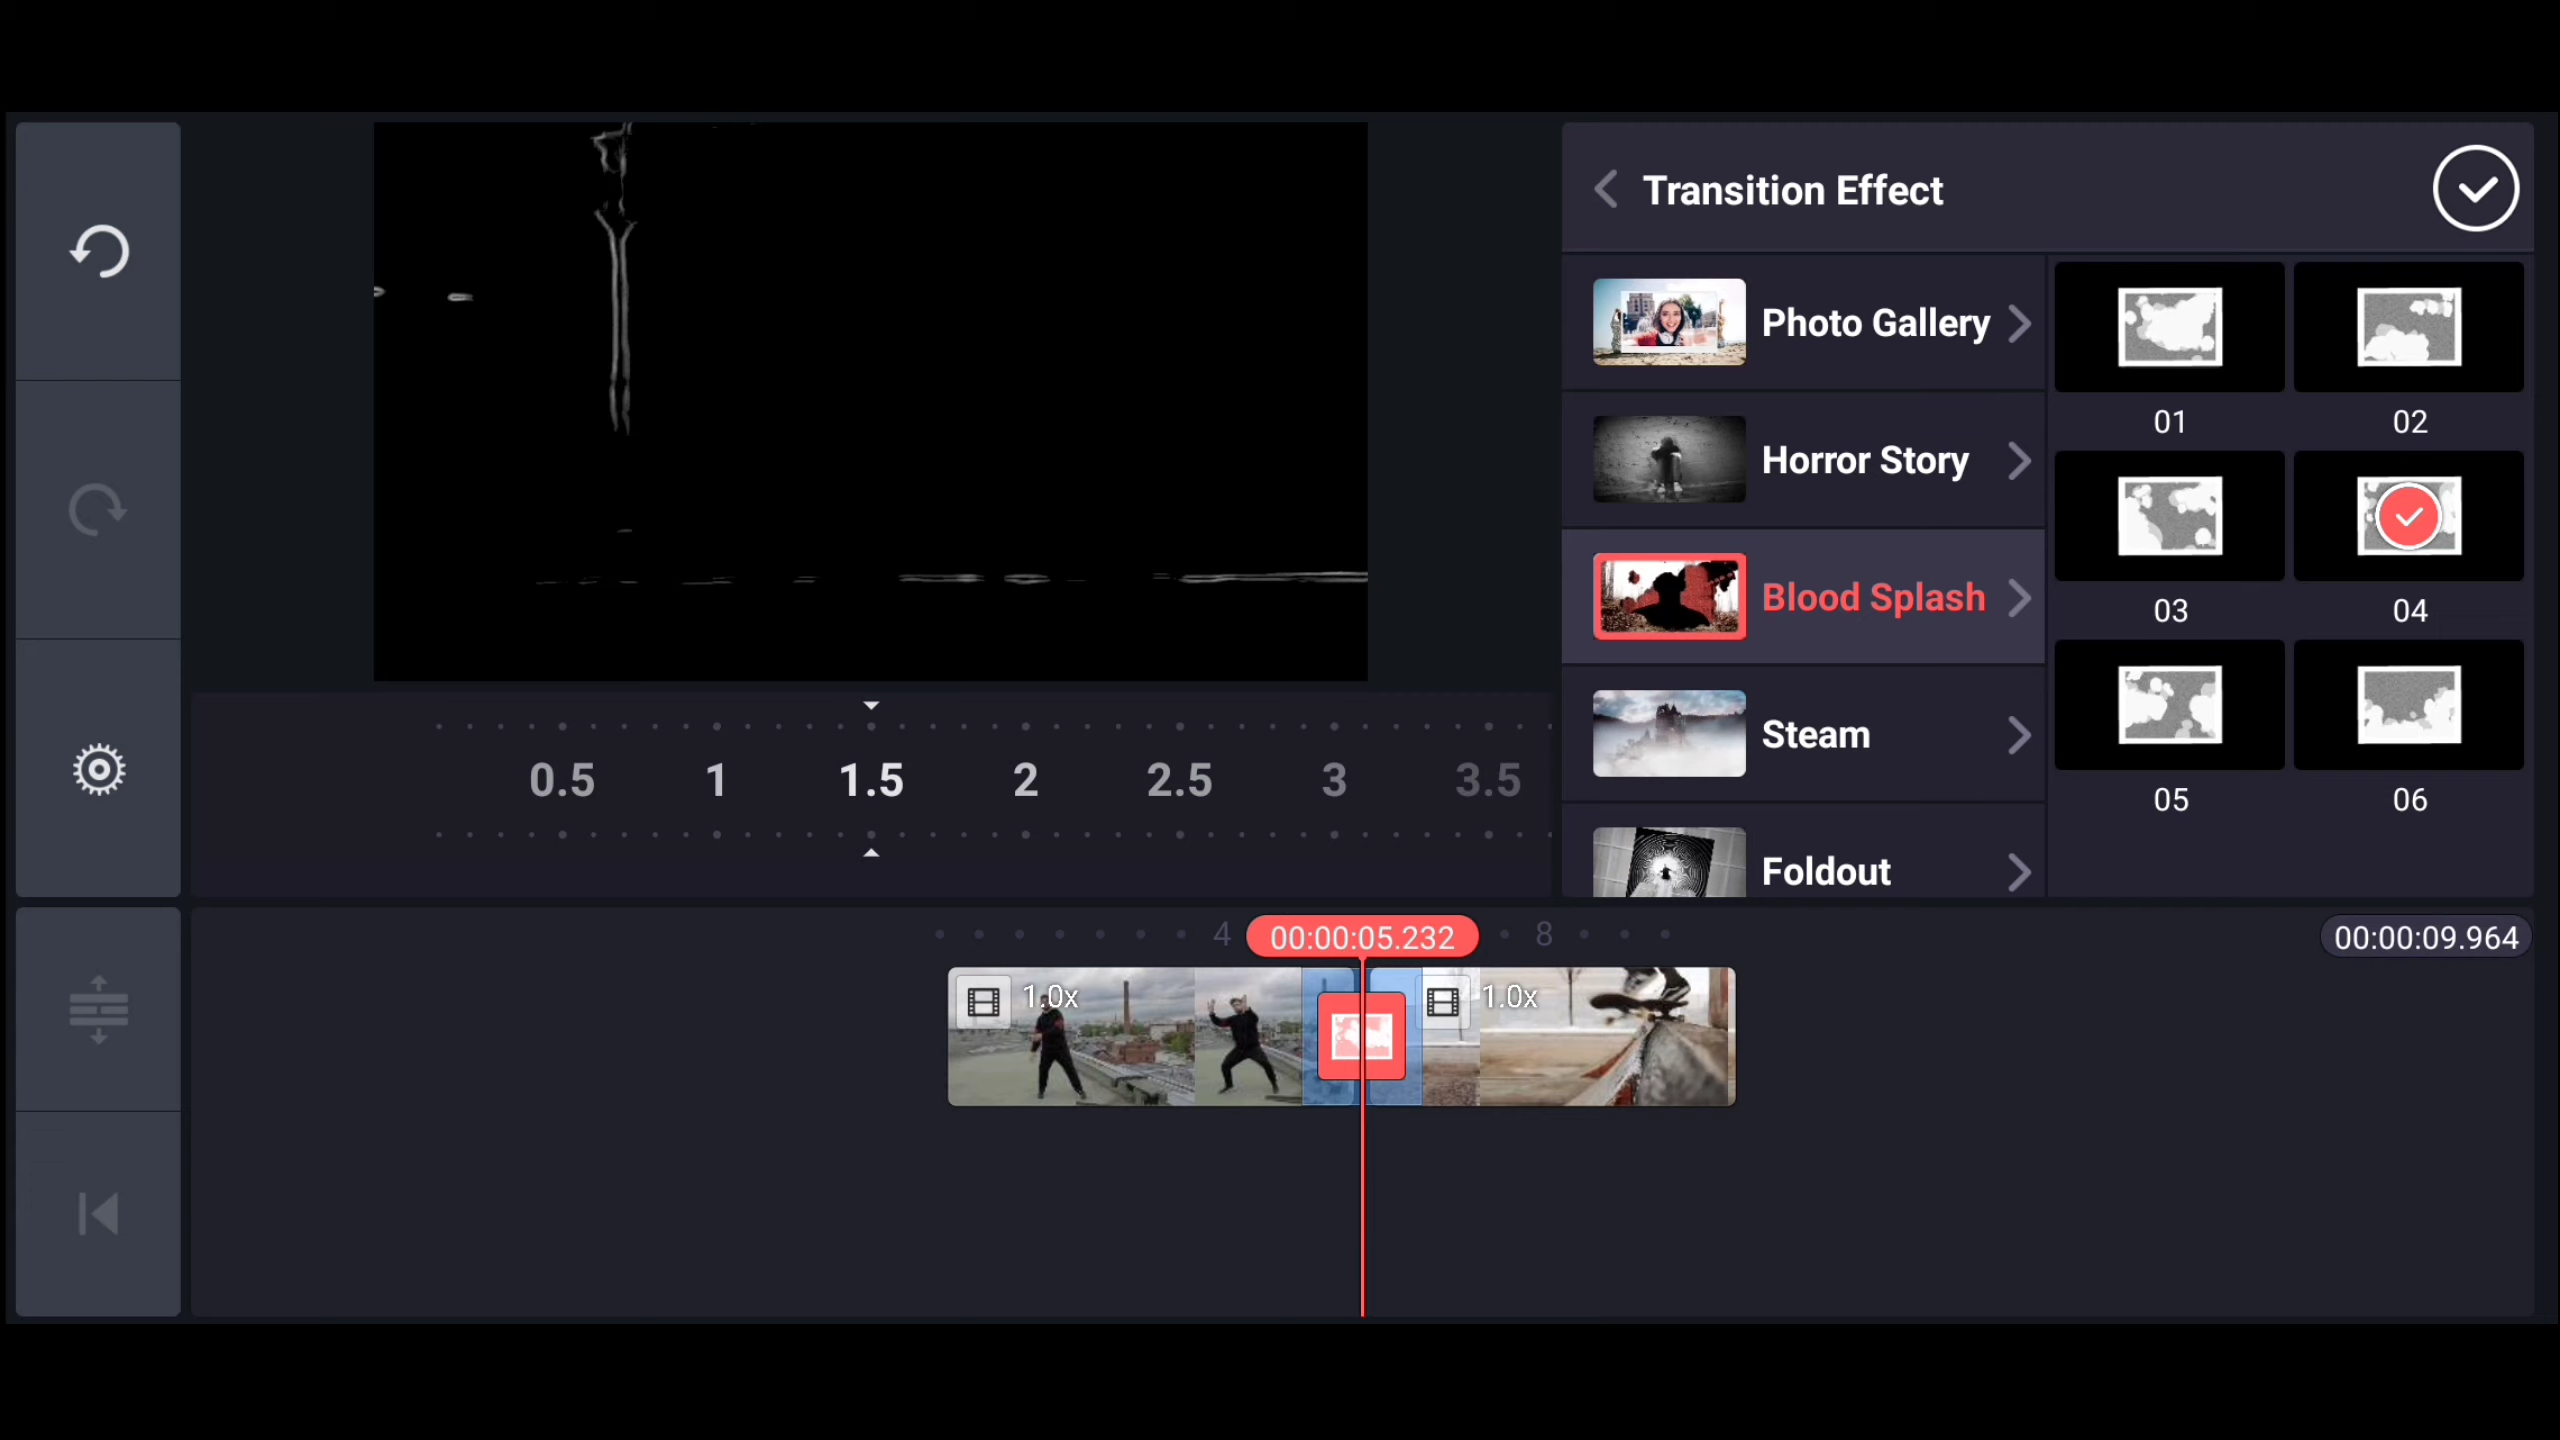 Transition Effect
Photo Gallery
Horror Story
Blood Splash
Steam
Foldout
01 02
03 04
05 06
0.5 1 1.5 2 2.5 3 3.5
4 00:00:05.232 8 00:00:09.964
1.0x 1.0x